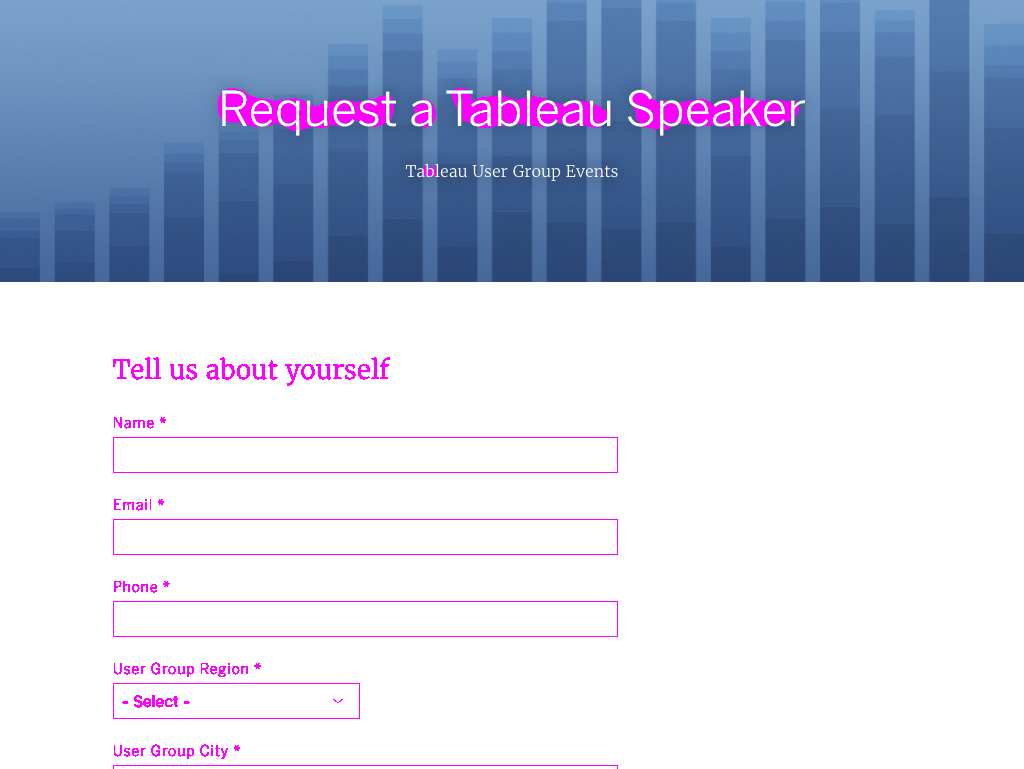 Request a Tableau Speaker
Tableau User Group Events
Tell us about yourself
Name *
Email *
Phone *
User Group Region *
- Select -
User Group City *